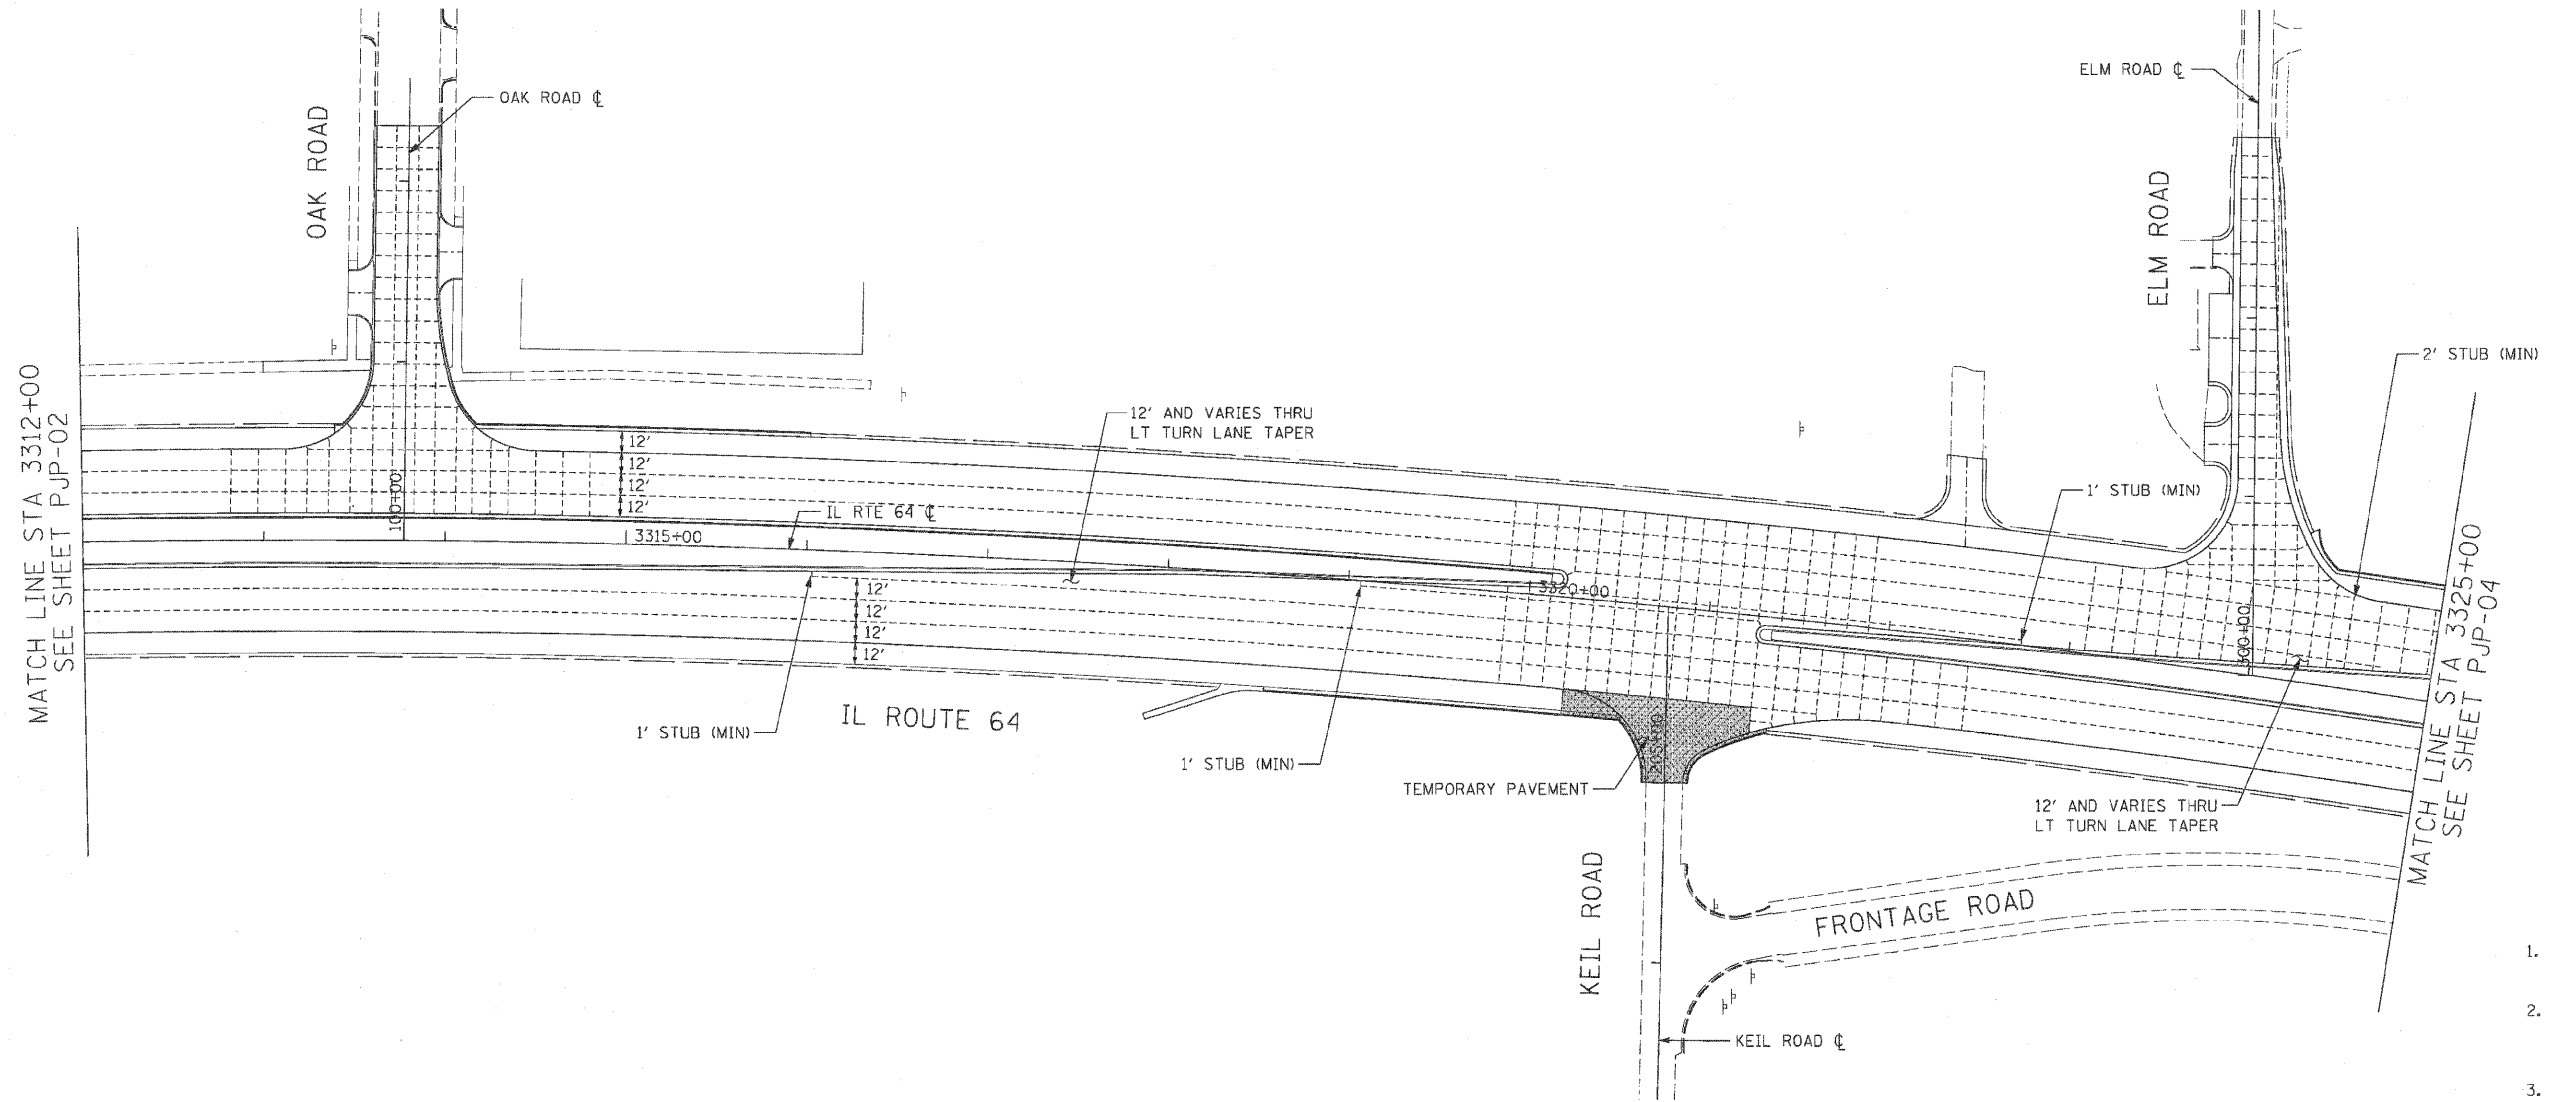 OAK ROAD
OAK ROAD ℄
ELM ROAD ℄
ELM ROAD
MATCH LINE STA 3312+00
SEE SHEET PJP-02
12' AND VARIES THRU
LT TURN LANE TAPER
2' STUB (MIN)
12'
12'
12'
12'
100+00
IL RTE 64 ℄
3315+00
1' STUB (MIN)
3320+00
12'
12'
12'
12'
300+00
MATCH LINE STA 3325+00
SEE SHEET PJP-04
IL ROUTE 64
1' STUB (MIN)
1' STUB (MIN)
TEMPORARY PAVEMENT
12' AND VARIES THRU
LT TURN LANE TAPER
KEIL ROAD
FRONTAGE ROAD
KEIL ROAD ℄
1.
2.
3.